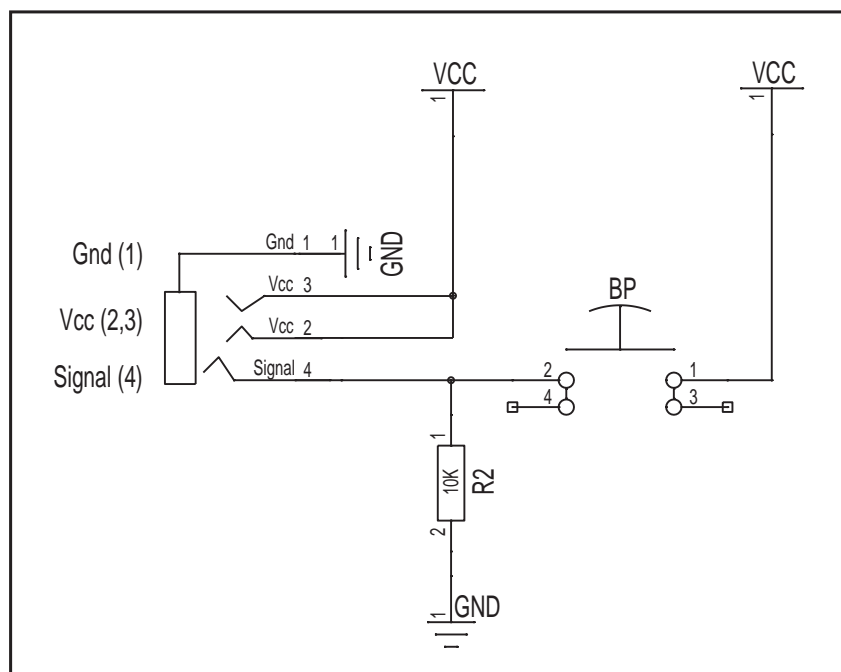 VCC
1
VCC
1
Gnd (1)
Gnd 1
1
GND
Vcc 3
Vcc (2,3)
Vcc 2
BP
Signal (4)
Signal 4
2
1
4
3
1
10K
R2
2
1
GND